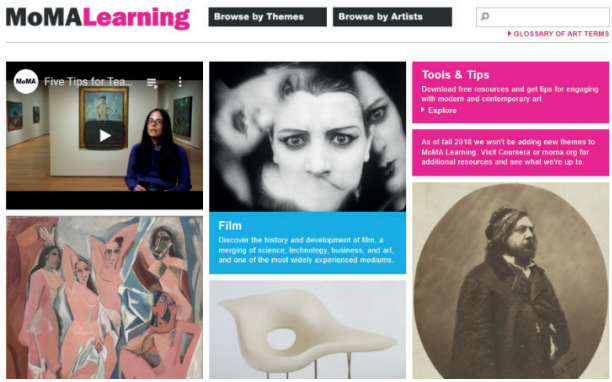 MoMALearning
Browse by Themes
Browse by Artists
GLOSSARY OF ART TERMS
MoMA
Five Tips for Tea...
Tools & Tips
Download free resources and get tips for engaging
with modern and contemporary art.
Explore
As of fall 2018 we won't be adding new themes to
MoMA Learning. Visit Coursera or moma.org for
additional resources and see what we're up to.
Film
Discover the history and development of film, a
merging of science, technology, business, and art,
and one of the most widely experienced mediums.